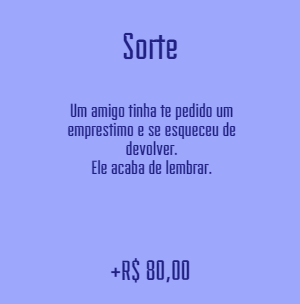 Sorte
Um amigo tinha te pedido um
emprestimo e se esqueceu de
devolver.
Ele acaba de lembrar.
+R$ 80,00